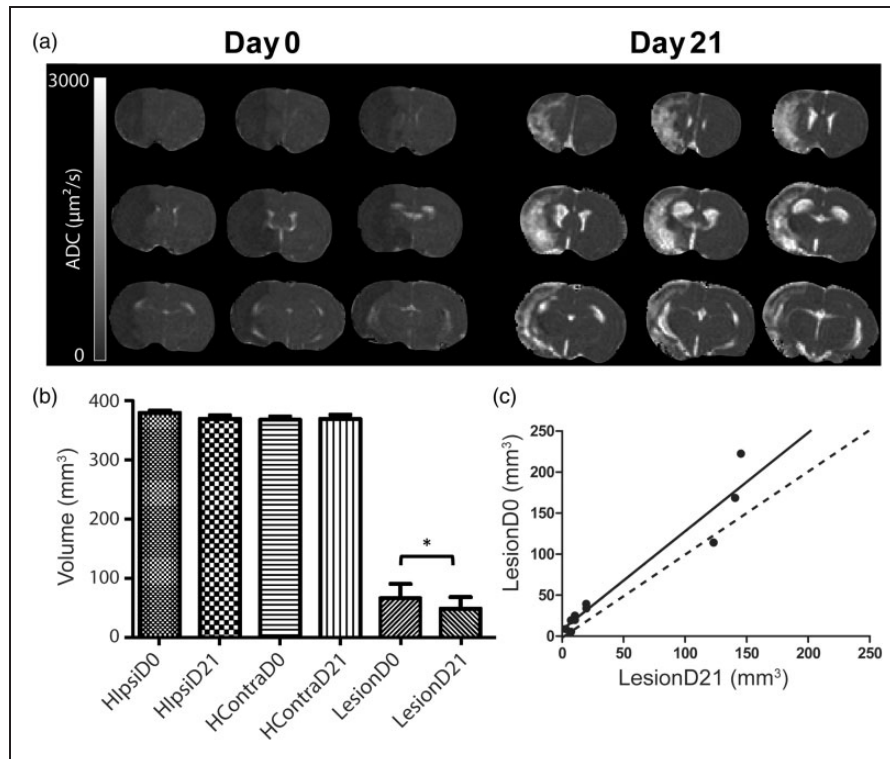 (a)
Day 0
Day 21
3000
ADC (µm²/s)
0
(b)
Volume (mm³)
400
300
200
100
0
*
HIpsiD0
HIpsiD21
HContraD0
HContraD21
LesionD0
LesionD21
(c)
LesionD0 (mm³)
250
200
150
100
50
0
0
50
100
150
200
250
LesionD21 (mm³)